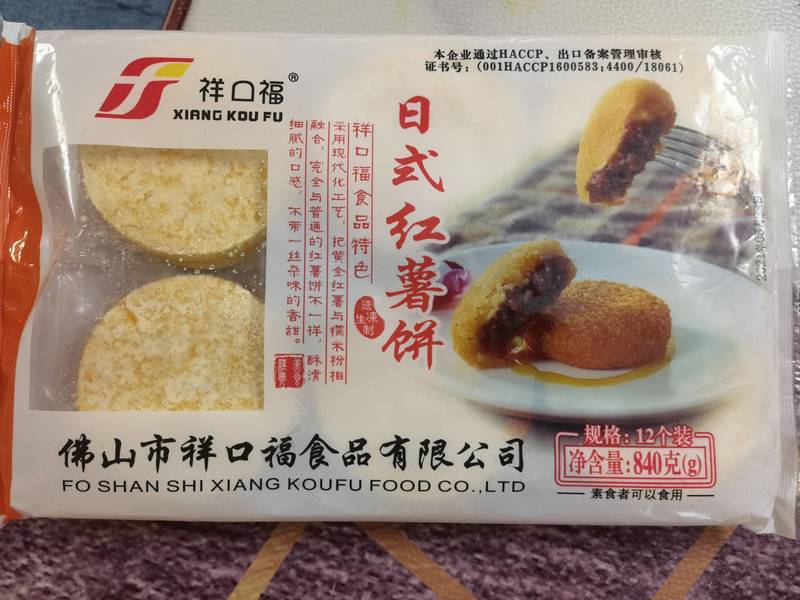 本企业通过HACCP、出口备案管理审核
证书号:(001HACCP1600583;4400/18061)
祥口福®
XIANG KOU FU
日式红薯饼
祥口福食品特色
采用现代化工艺，把黄金红薯与糯米粉相
融合，完全与普通的红薯饼不一样，酥滑
细腻的口感，不带一丝杂味的香甜。
速冻
生制
规格：12个装
净含量：840克(g)
素食者可以食用
佛山市祥口福食品有限公司
FO SHAN SHI XIANG KOUFU FOOD CO.,LTD